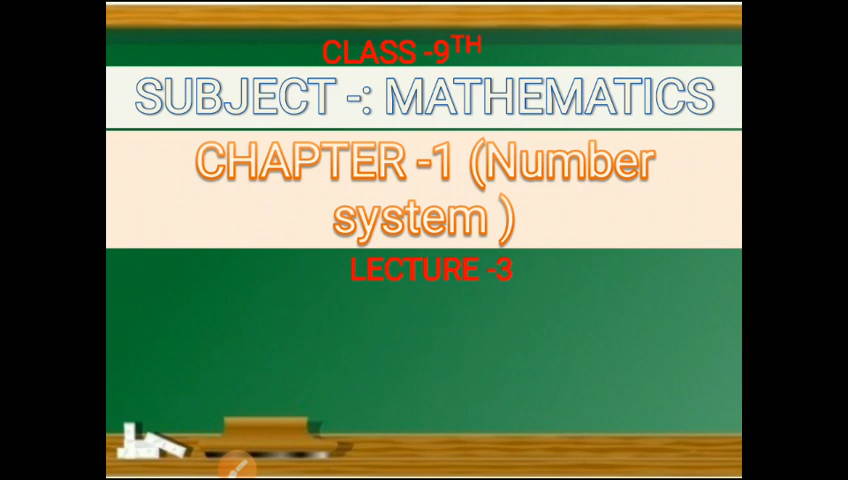 CLASS -9TH
SUBJECT -: MATHEMATICS
CHAPTER -1 (Number
system )
LECTURE -3